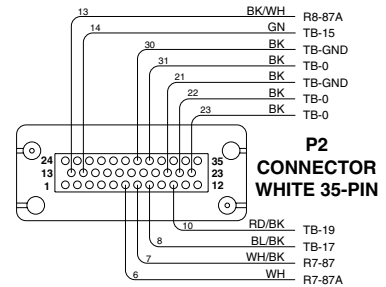 13 BK/WH R8-87A
14 GN TB-15
30 BK TB-GND
31 BK TB-0
21 BK TB-GND
22 BK TB-0
23 BK TB-0
24 35
13 23
1 12
P2
CONNECTOR
WHITE 35-PIN
10 RD/BK TB-19
8 BL/BK TB-17
7 WH/BK R7-87
6 WH R7-87A